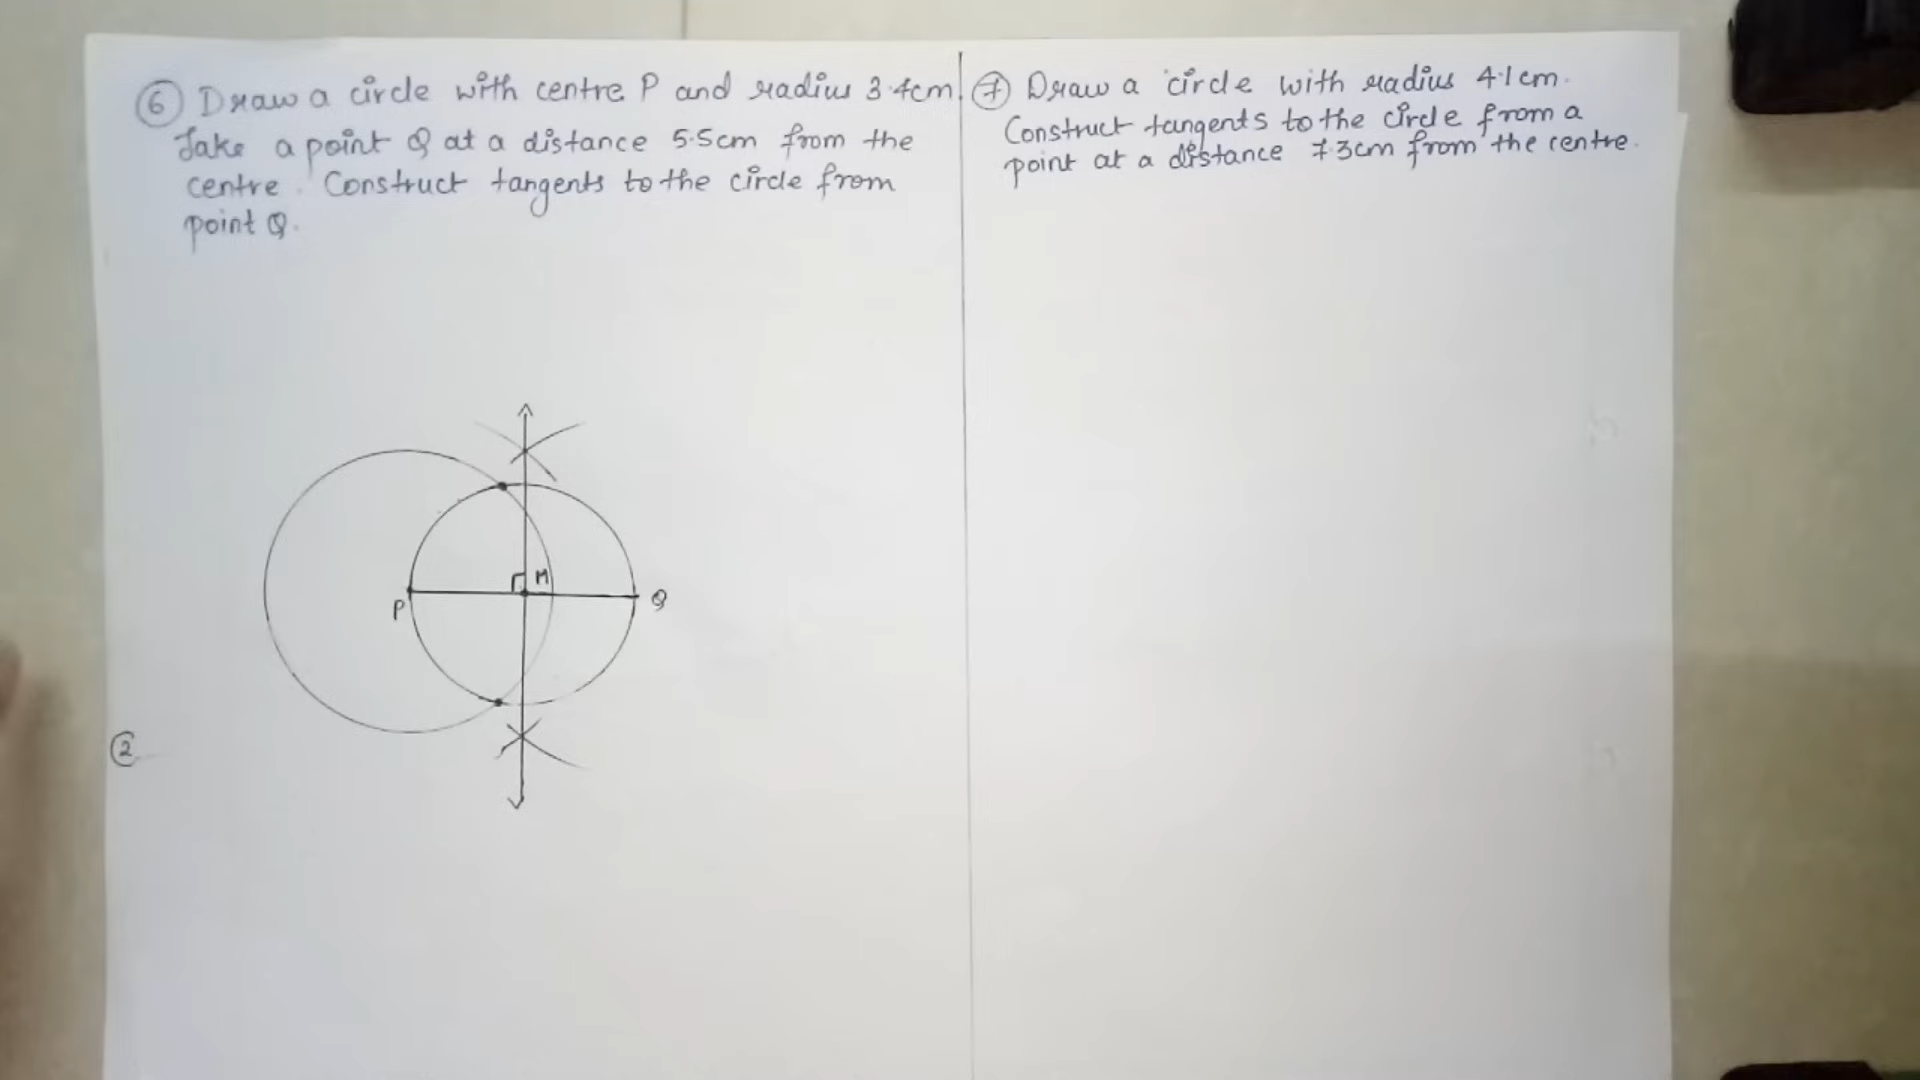 ⑥ Draw a circle with centre P and radius 3.4cm.
Take a point Q at a distance 5.5cm from the
centre. Construct tangents to the circle from
point Q.
⑦ Draw a circle with radius 4.1cm.
Construct tangents to the circle from a
point at a distance 7.3cm from the centre.
M
P
Q
②